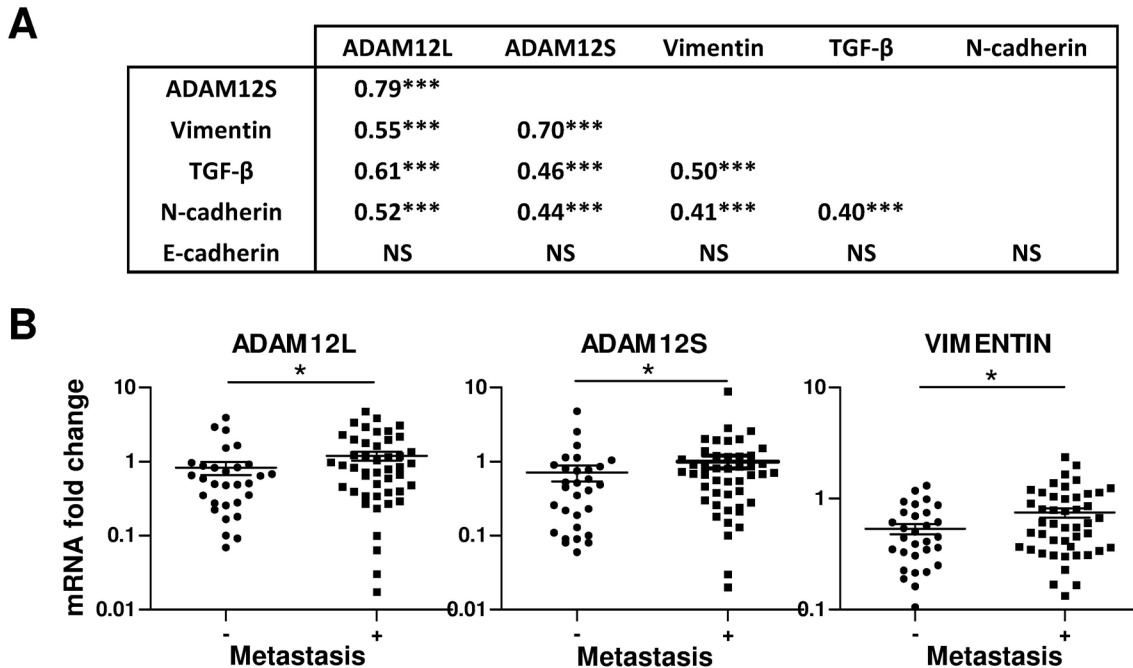 A
ADAM12L ADAM12S Vimentin TGF-β N-cadherin
ADAM12S 0.79***
Vimentin 0.55*** 0.70***
TGF-β 0.61*** 0.46*** 0.50***
N-cadherin 0.52*** 0.44*** 0.41*** 0.40***
E-cadherin NS NS NS NS NS
B
ADAM12L ADAM12S VIMENTIN
* * *
mRNA fold change
10 10 10
1 1 1
0.1 0.1 0.1
0.01 0.01
- + - + - +
Metastasis Metastasis Metastasis